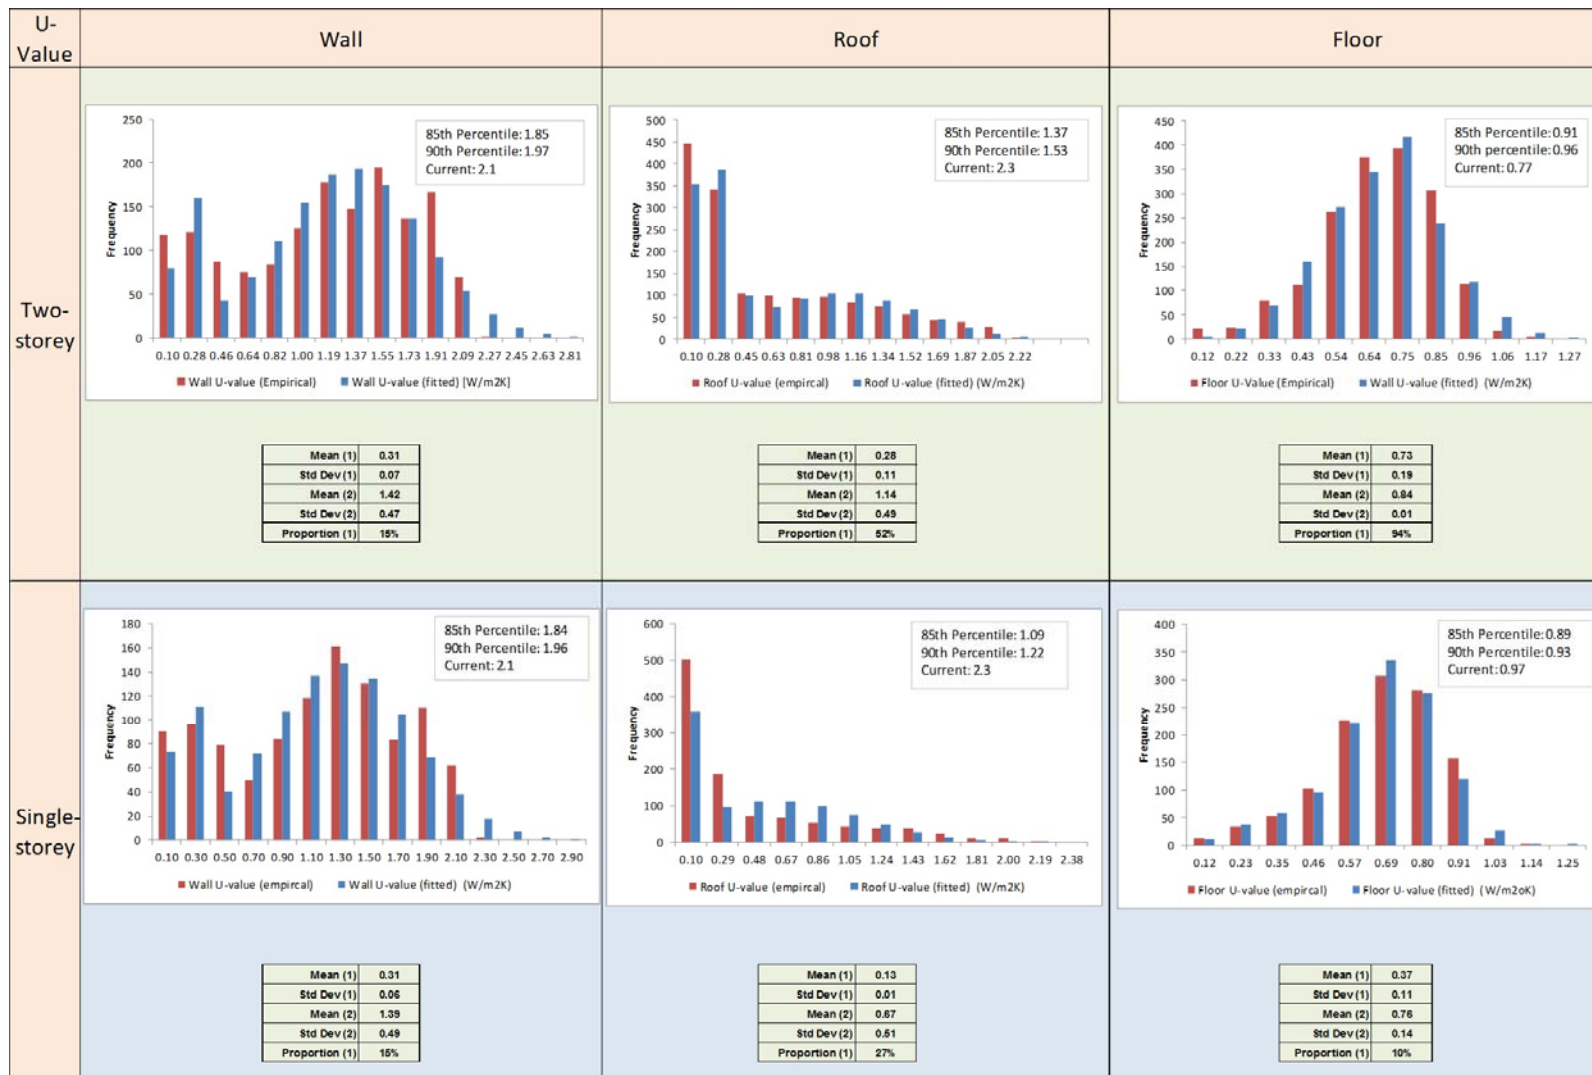 U-
Value
Wall
Roof
Floor
Two-
storey
250
200
150
100
50
0
Frequency
85th Percentile: 1.85
90th Percentile: 1.97
Current: 2.1
0.10 0.28 0.46 0.64 0.82 1.00 1.19 1.37 1.55 1.73 1.91 2.09 2.27 2.45 2.63 2.81
Wall U-value (Empirical) Wall U-value (fitted) [W/m2K]
Mean (1) 0.31
Std Dev (1) 0.07
Mean (2) 1.42
Std Dev (2) 0.47
Proportion (1) 15%
500
450
400
350
300
250
200
150
100
50
0
Frequency
85th Percentile: 1.37
90th Percentile: 1.53
Current: 2.3
0.10 0.28 0.45 0.63 0.81 0.98 1.16 1.34 1.52 1.69 1.87 2.05 2.22
Roof U-value (empircal) Roof U-value (fitted) (W/m2K)
Mean (1) 0.28
Std Dev (1) 0.11
Mean (2) 1.14
Std Dev (2) 0.49
Proportion (1) 52%
450
400
350
300
250
200
150
100
50
0
Frequency
85th Percentile: 0.91
90th percentile: 0.96
Current: 0.77
0.12 0.22 0.33 0.43 0.54 0.64 0.75 0.85 0.96 1.06 1.17 1.27
Floor U-Value (Empirical) Wall U-value (fitted) (W/m2K)
Mean (1) 0.73
Std Dev (1) 0.19
Mean (2) 0.84
Std Dev (2) 0.01
Proportion (1) 94%
Single-
storey
180
160
140
120
100
80
60
40
20
0
Frequency
85th Percentile: 1.84
90th Percentile: 1.96
Current: 2.1
0.10 0.30 0.50 0.70 0.90 1.10 1.30 1.50 1.70 1.90 2.10 2.30 2.50 2.70 2.90
Wall U-value (empircal) Wall U-value (fitted) (W/m2K)
Mean (1) 0.31
Std Dev (1) 0.06
Mean (2) 1.39
Std Dev (2) 0.49
Proportion (1) 15%
600
500
400
300
200
100
0
Frequency
85th Percentile: 1.09
90th Percentile: 1.22
Current: 2.3
0.10 0.29 0.48 0.67 0.86 1.05 1.24 1.43 1.62 1.81 2.00 2.19 2.38
Roof U-value (empircal) Roof U-value (fitted) (W/m2K)
Mean (1) 0.13
Std Dev (1) 0.01
Mean (2) 0.67
Std Dev (2) 0.51
Proportion (1) 27%
400
350
300
250
200
150
100
50
0
Frequency
85th Percentile: 0.89
90th Percentile: 0.93
Current: 0.97
0.12 0.23 0.35 0.46 0.57 0.69 0.80 0.91 1.03 1.14 1.25
Floor U-value (empircal) Floor U-value (fitted) (W/m2oK)
Mean (1) 0.37
Std Dev (1) 0.11
Mean (2) 0.76
Std Dev (2) 0.14
Proportion (1) 10%